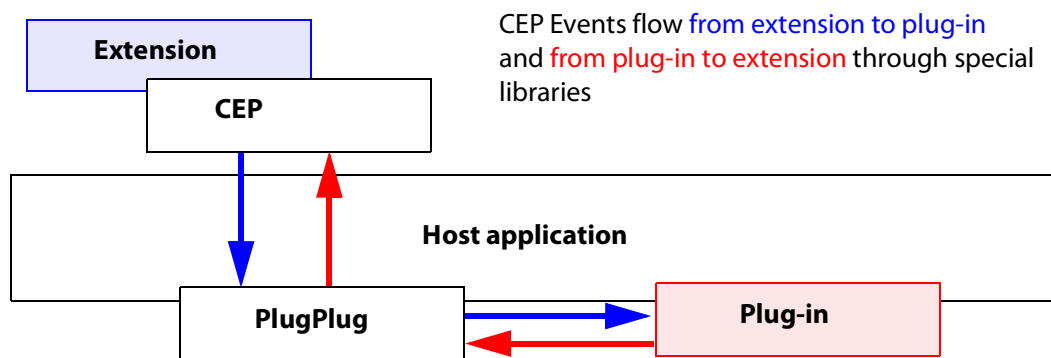 CEP Events flow from extension to plug-in
and from plug-in to extension through special
libraries
Extension
CEP
Host application
PlugPlug
Plug-in